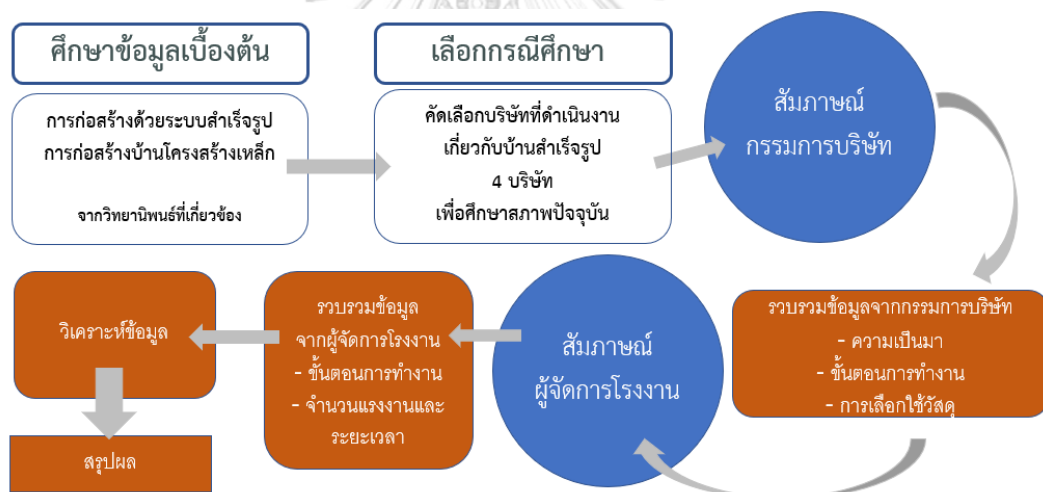 ศึกษาข้อมูลเบื้องต้น
การก่อสร้างด้วยระบบสำเร็จรูป
การก่อสร้างบ้านโครงสร้างเหล็ก
จากวิทยานิพนธ์ที่เกี่ยวข้อง
เลือกกรณีศึกษา
คัดเลือกบริษัทที่ดำเนินงาน
เกี่ยวกับบ้านสำเร็จรูป
4 บริษัท
เพื่อศึกษาสภาพปัจจุบัน
สัมภาษณ์
กรรมการบริษัท
รวบรวมข้อมูลจากกรรมการบริษัท
- ความเป็นมา
- ขั้นตอนการทำงาน
- การเลือกใช้วัสดุ
สัมภาษณ์
ผู้จัดการโรงงาน
รวบรวมข้อมูล
จากผู้จัดการโรงงาน
- ขั้นตอนการทำงาน
- จำนวนแรงงานและ
ระยะเวลา
วิเคราะห์ข้อมูล
สรุปผล